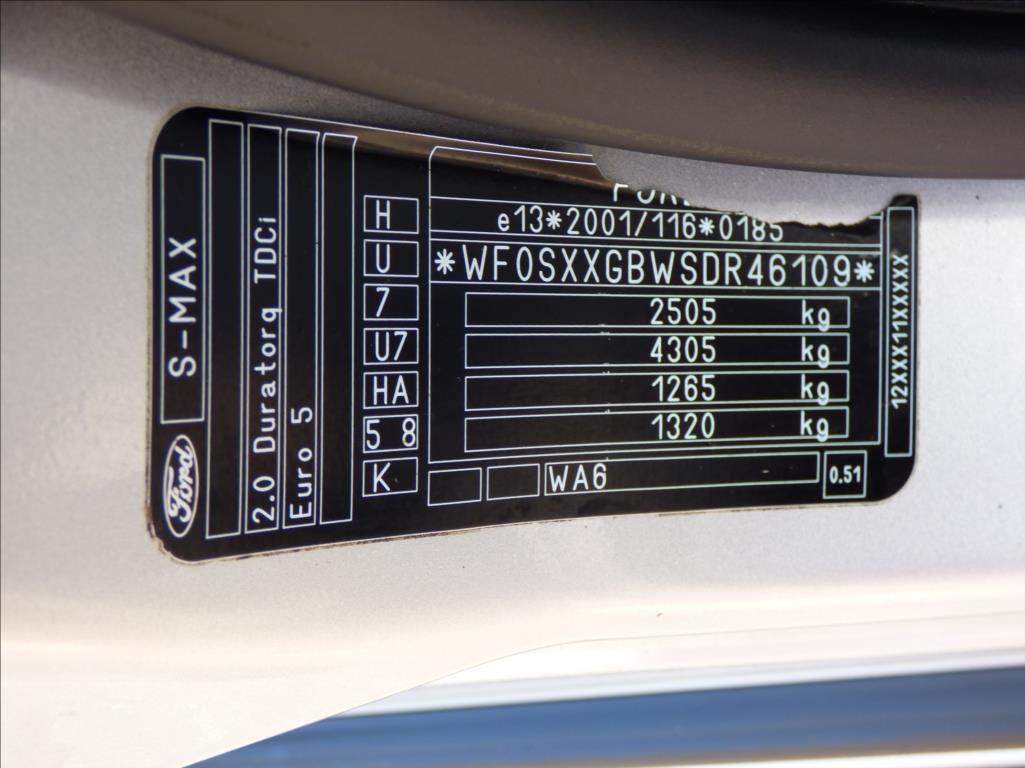 Ford
S-MAX
2.0 Duratorq TDCi
Euro 5
H
U
7
U7
HA
5 8
K
e13*2001/116*0185
*WF0SXXGBWSDR46109*
2505 kg
4305 kg
1265 kg
1320 kg
WA6
0.51
12XXX11XXXXX